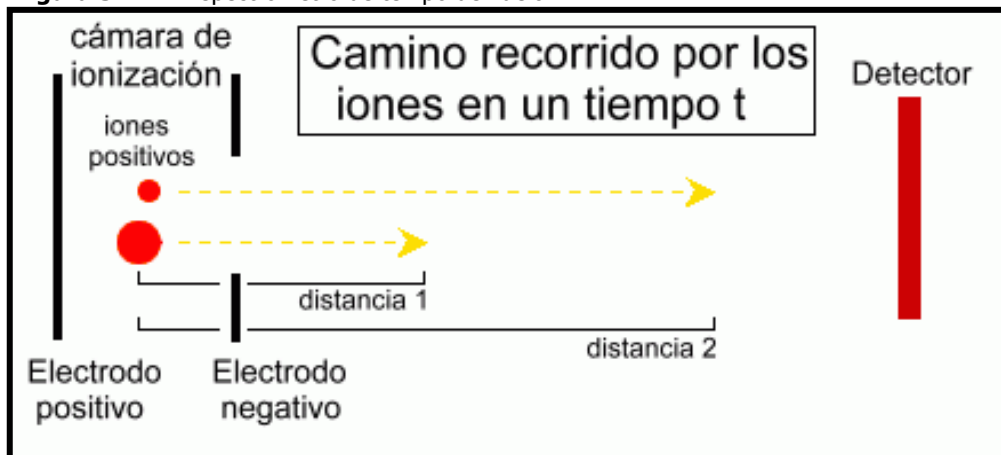 cámara de
ionización
Camino recorrido por los
iones en un tiempo t
Detector
iones
positivos
distancia 1
distancia 2
Electrodo
positivo
Electrodo
negativo